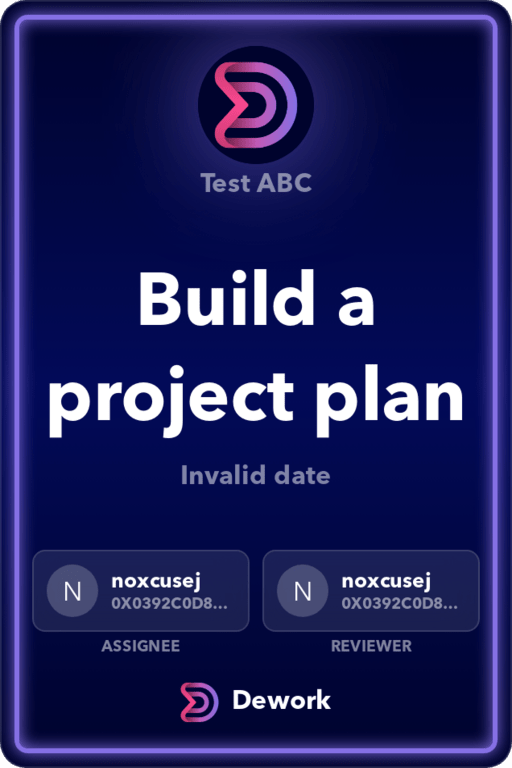 Test ABC
Build a
project plan
Invalid date
N noxcusej
0X0392C0D8...
N noxcusej
0X0392C0D8...
ASSIGNEE
REVIEWER
Dework